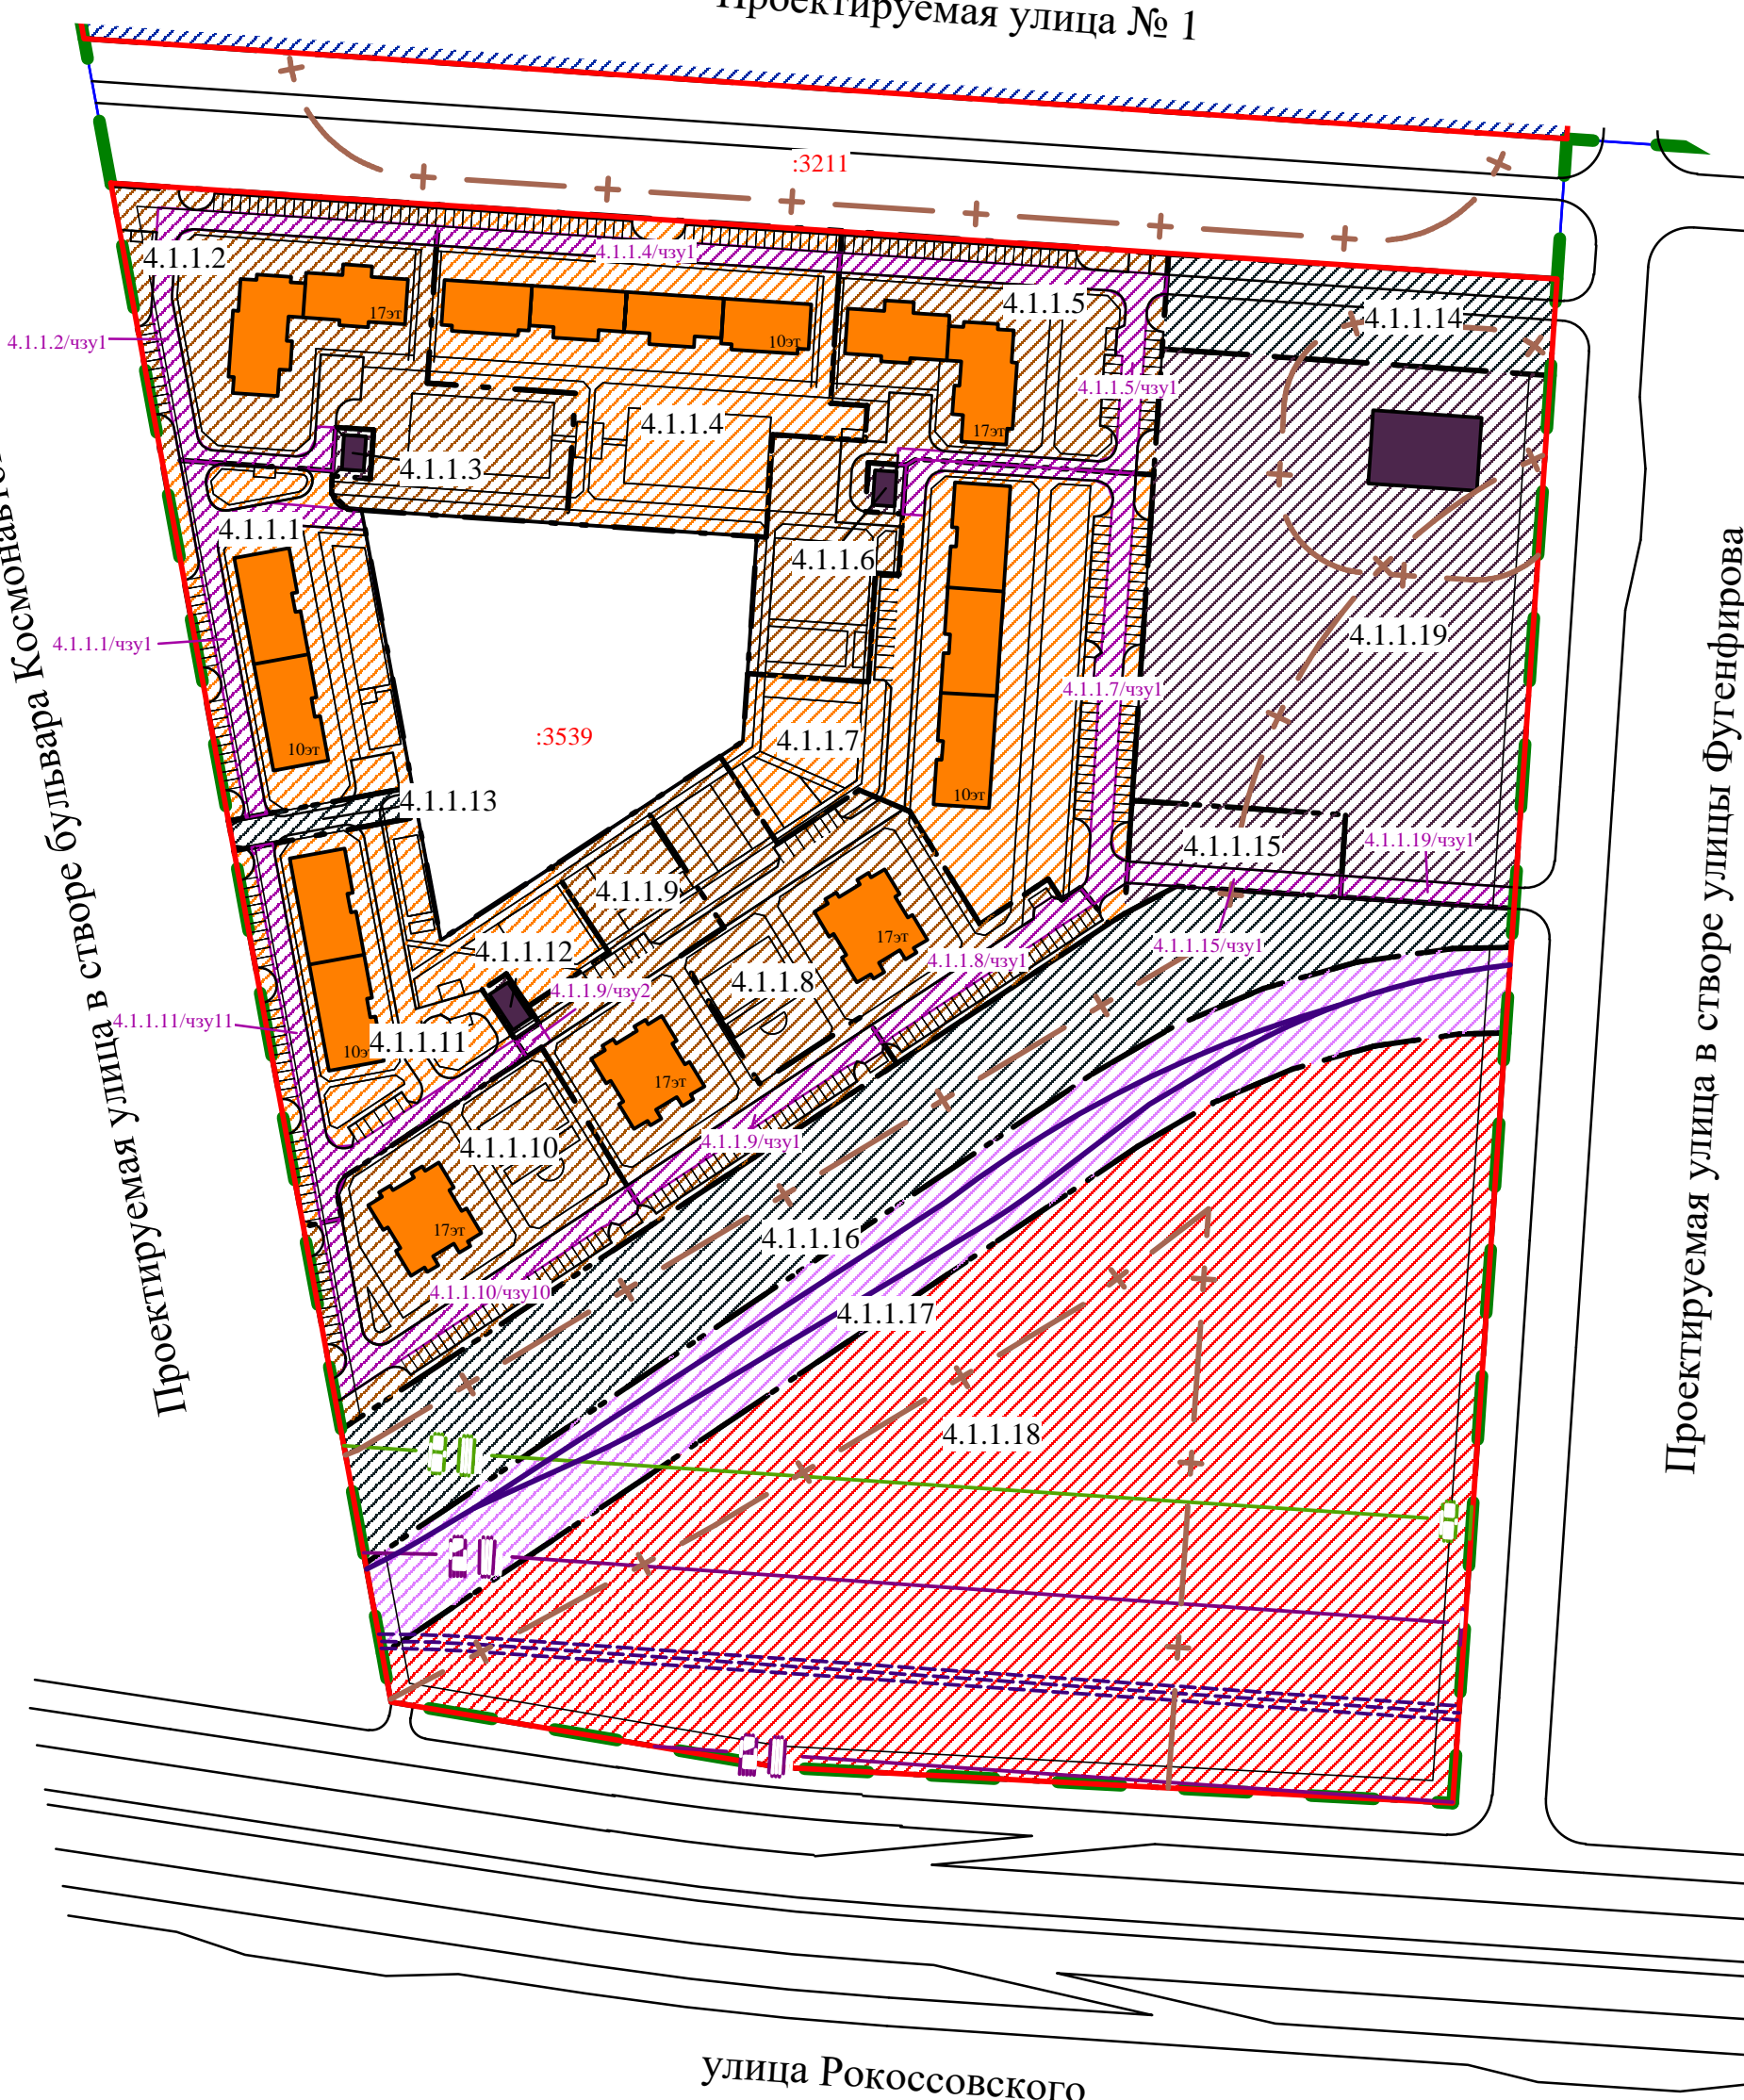 Проектируемая улица № 1
:3211
4.1.1.2
4.1.1.4/чзу1
4.1.1.5
4.1.1.14
17эт
10эт
17эт
4.1.1.2/чзу1
4.1.1.5/чзу1
4.1.1.4
4.1.1.3
4.1.1.1
4.1.1.6
4.1.1.19
4.1.1.1/чзу1
4.1.1.7/чзу1
:3539
4.1.1.7
10эт
10эт
4.1.1.13
4.1.1.15
4.1.1.19/чзу1
4.1.1.9
17эт
4.1.1.12
4.1.1.15/чзу1
4.1.1.8/чзу1
4.1.1.8
4.1.1.9/чзу2
4.1.1.11/чзу11
4.1.1.11
17эт
4.1.1.9/чзу1
4.1.1.10
17эт
4.1.1.16
4.1.1.10/чзу10
4.1.1.17
4.1.1.18
20
20
Проектируемая улица в створе бульвара
Проектируемая улица в створе улицы Фугенфирова
улица Рокоссовского